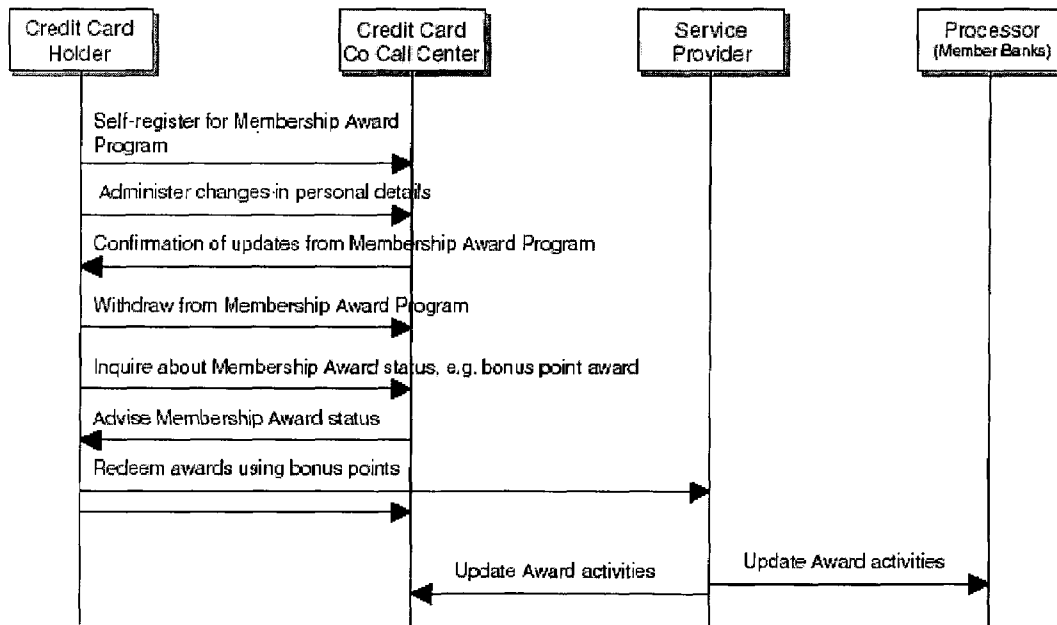 Credit Card
Holder
Credit Card
Co Call Center
Service
Provider
Processor
(Member Banks)
Self-register for Membership Award
Program
Administer changes in personal details
Confirmation of updates from Membership Award Program
Withdraw from Membership Award Program
Inquire about Membership Award status, e.g. bonus point award
Advise Membership Award status
Redeem awards using bonus points
Update Award activities
Update Award activities